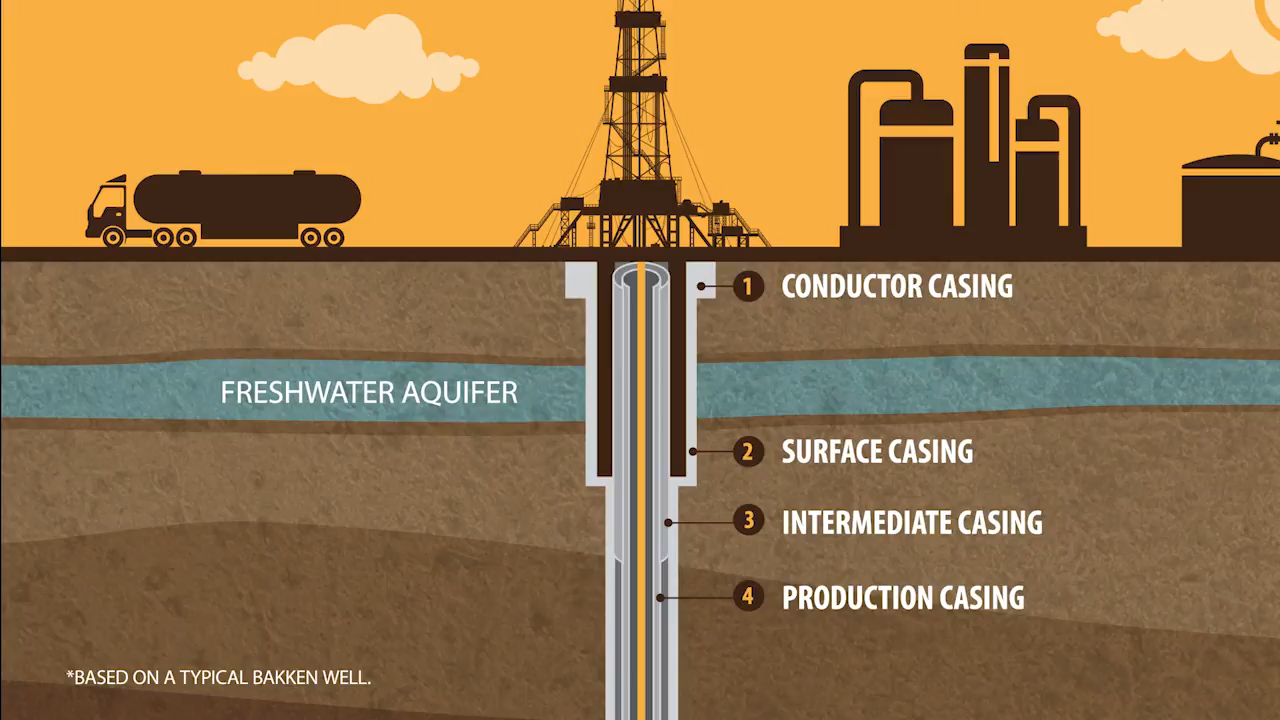 1 CONDUCTOR CASING
FRESHWATER AQUIFER
2 SURFACE CASING
3 INTERMEDIATE CASING
4 PRODUCTION CASING
*BASED ON A TYPICAL BAKKEN WELL.